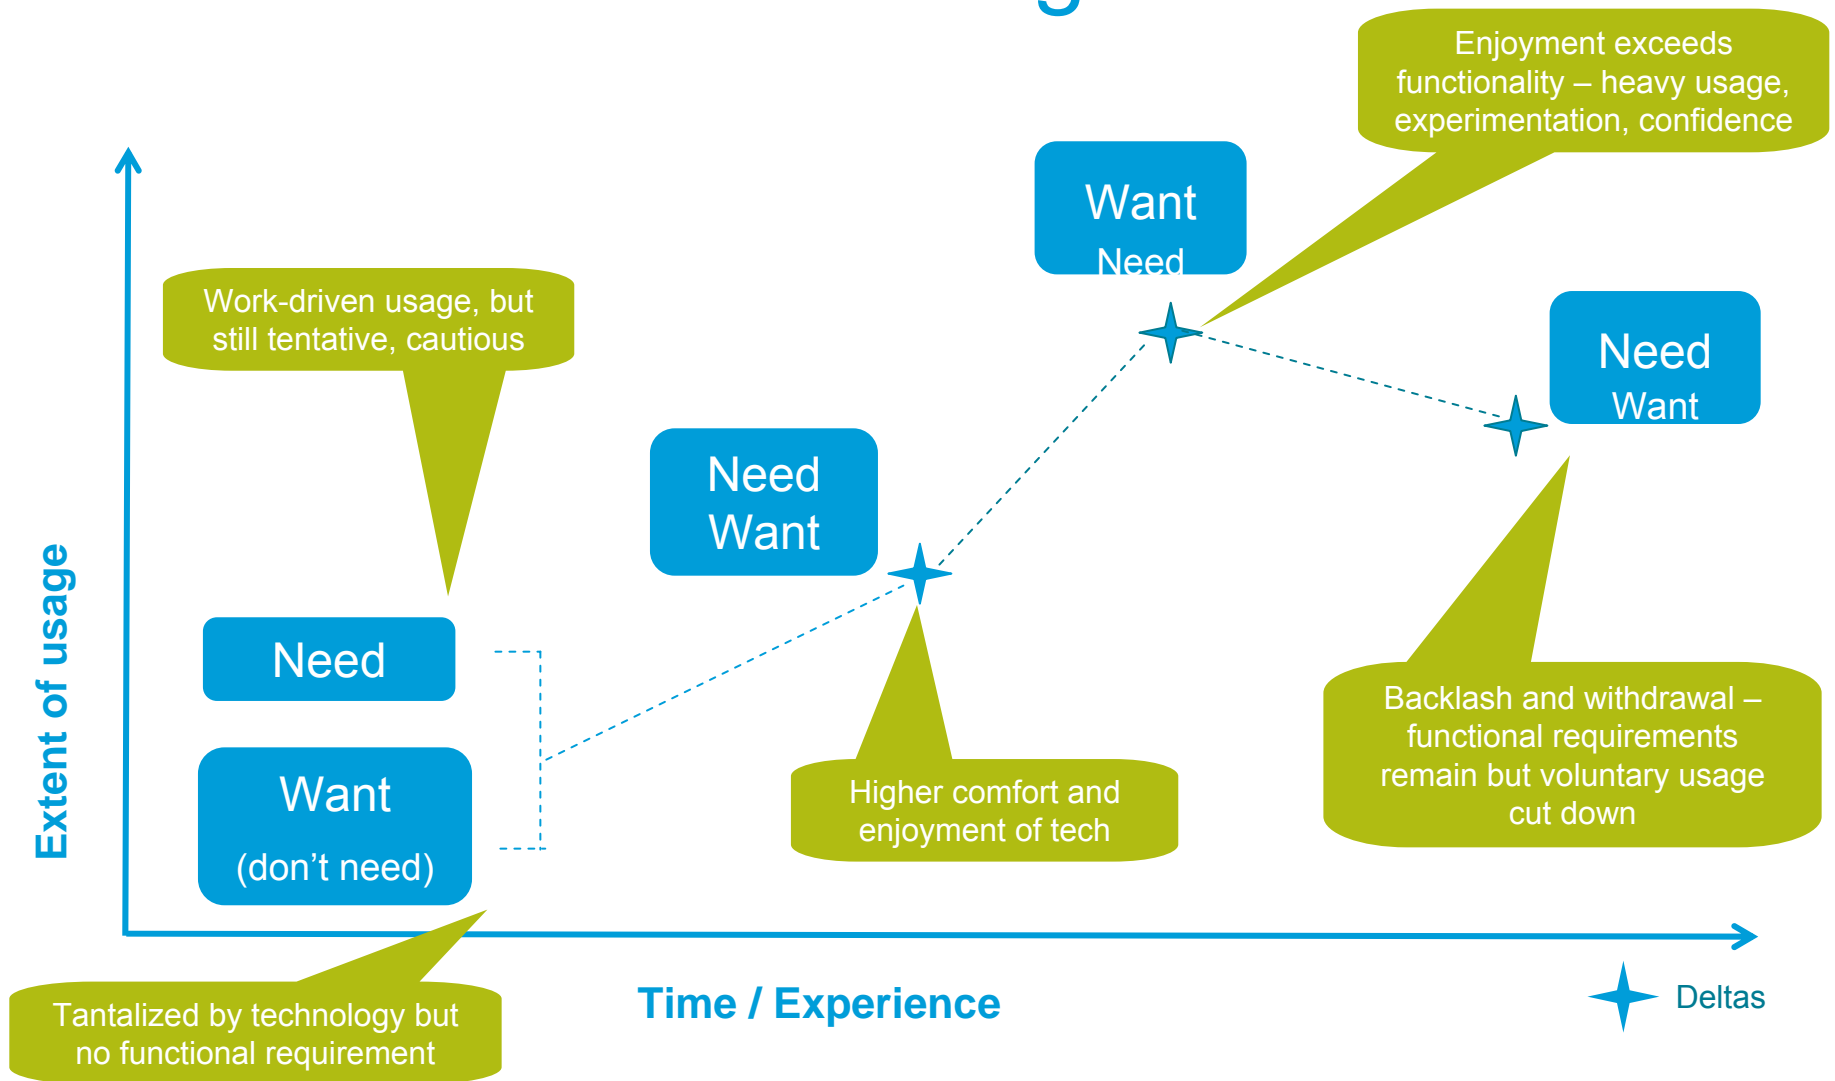 Enjoyment exceeds
functionality – heavy usage,
experimentation, confidence
Want
Need
Work-driven usage, but
still tentative, cautious
Need
Want
Need
Want
Extent of usage
Need
Want
(don’t need)
Higher comfort and
enjoyment of tech
Backlash and withdrawal –
functional requirements
remain but voluntary usage
cut down
Time / Experience
Deltas
Tantalized by technology but
no functional requirement